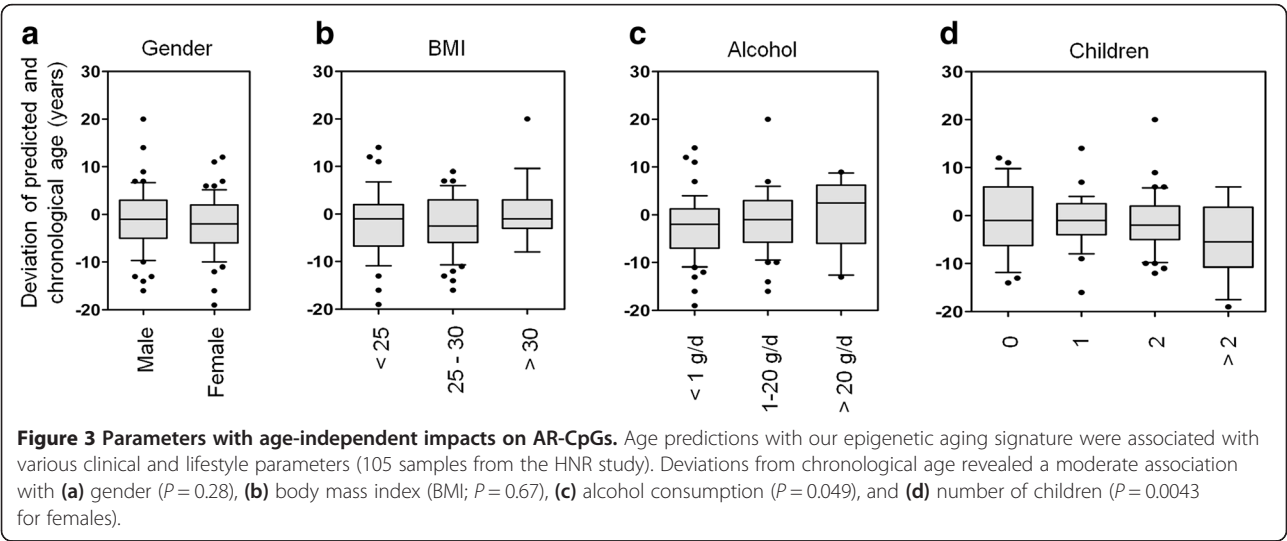 a
Gender
b
BMI
c
Alcohol
d
Children
Deviation of predicted and
chronological age (years)
30
20
10
0
-10
-20
Male
Female
30
20
10
0
-10
-20
< 25
25 - 30
> 30
30
20
10
0
-10
-20
< 1 g/d
1-20 g/d
> 20 g/d
30
20
10
0
-10
-20
0
1
2
> 2
Figure 3 Parameters with age-independent impacts on AR-CpGs. Age predictions with our epigenetic aging signature were associated with
various clinical and lifestyle parameters (105 samples from the HNR study). Deviations from chronological age revealed a moderate association
with (a) gender (P = 0.28), (b) body mass index (BMI; P = 0.67), (c) alcohol consumption (P = 0.049), and (d) number of children (P = 0.0043
for females).